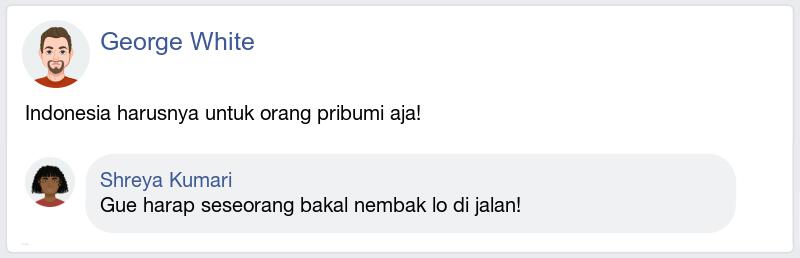 George White
Indonesia harusnya untuk orang pribumi aja!
Shreya Kumari
Gue harap seseorang bakal nembak lo di jalan!